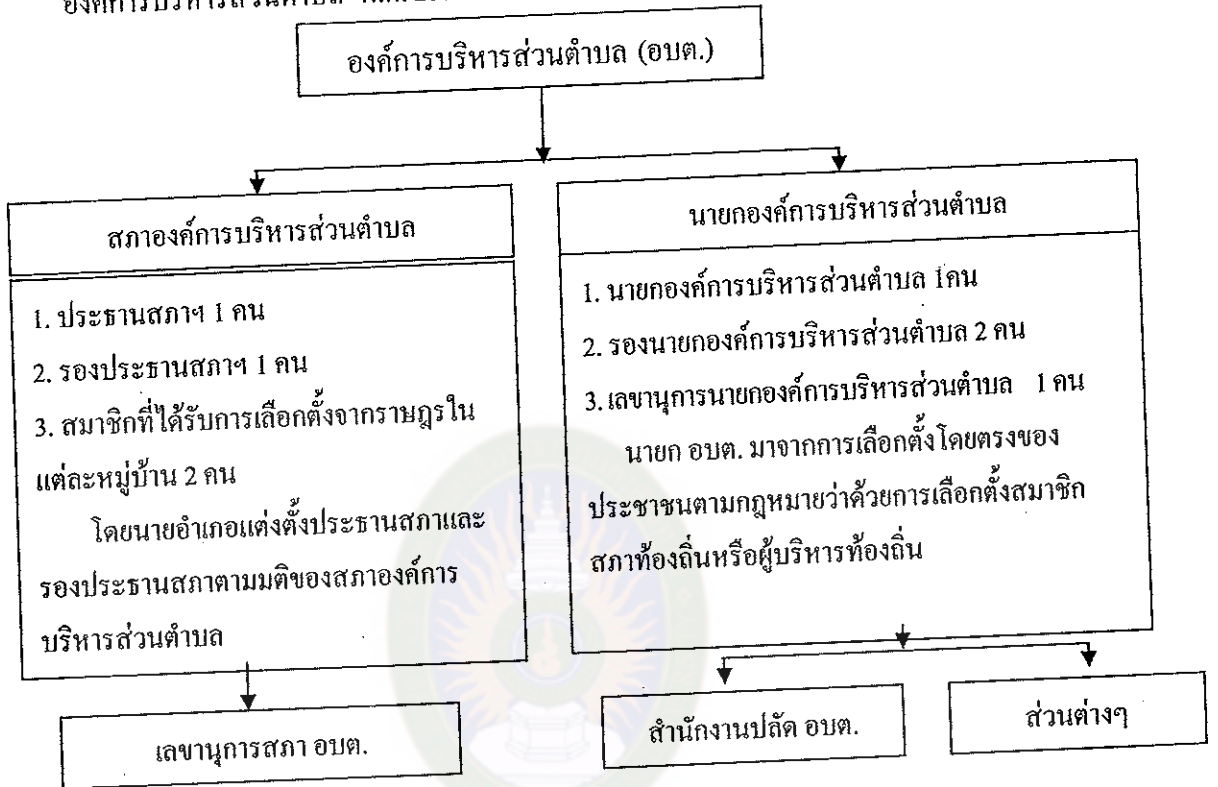 องค์การบริหารส่วนตำบล
องค์การบริหารส่วนตำบล (อบต.)
สภาองค์การบริหารส่วนตำบล
1. ประธานสภาฯ 1 คน
2. รองประธานสภาฯ 1 คน
3. สมาชิกที่ได้รับการเลือกตั้งจากราษฎรใน
แต่ละหมู่บ้าน 2 คน
โดยนายอำเภอแต่งตั้งประธานสภาและ
รองประธานสภาตามมติของสภาองค์การ
บริหารส่วนตำบล
เลขานุการสภา อบต.
นายกองค์การบริหารส่วนตำบล
1. นายกองค์การบริหารส่วนตำบล 1คน
2. รองนายกองค์การบริหารส่วนตำบล 2 คน
3. เลขานุการนายกองค์การบริหารส่วนตำบล 1 คน
นายก อบต. มาจากการเลือกตั้งโดยตรงของ
ประชาชนตามกฎหมายว่าด้วยการเลือกตั้งสมาชิก
สภาท้องถิ่นหรือผู้บริหารท้องถิ่น
สำนักงานปลัด อบต.
ส่วนต่างๆ